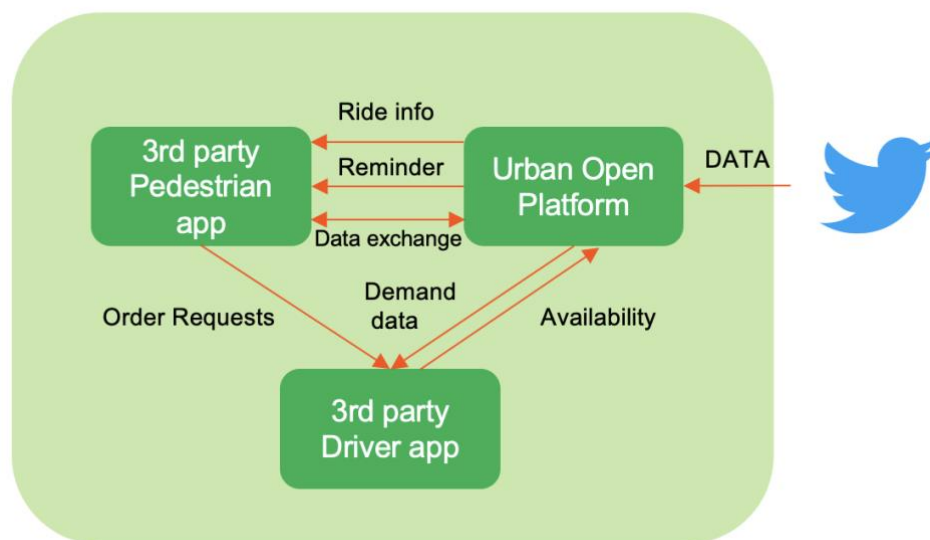 Ride info
3rd party
Pedestrian
app
Reminder
Urban Open
Platform
DATA
Data exchange
Order Requests
Demand
data
Availability
3rd party
Driver app